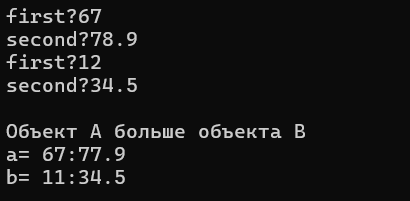 first?67
second?78.9
first?12
second?34.5
Объект A больше объекта B
a= 67:77.9
b= 11:34.5